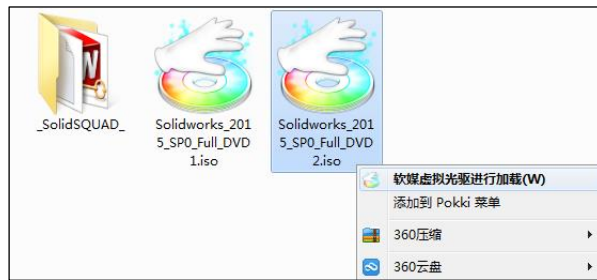 _SolidSQUAD_
Solidworks_201
5_SP0_Full_DVD
1.iso
Solidworks_201
5_SP0_Full_DVD
2.iso
软媒虚拟光驱进行加载(W)
添加到 Pokki 菜单
360压缩
360云盘